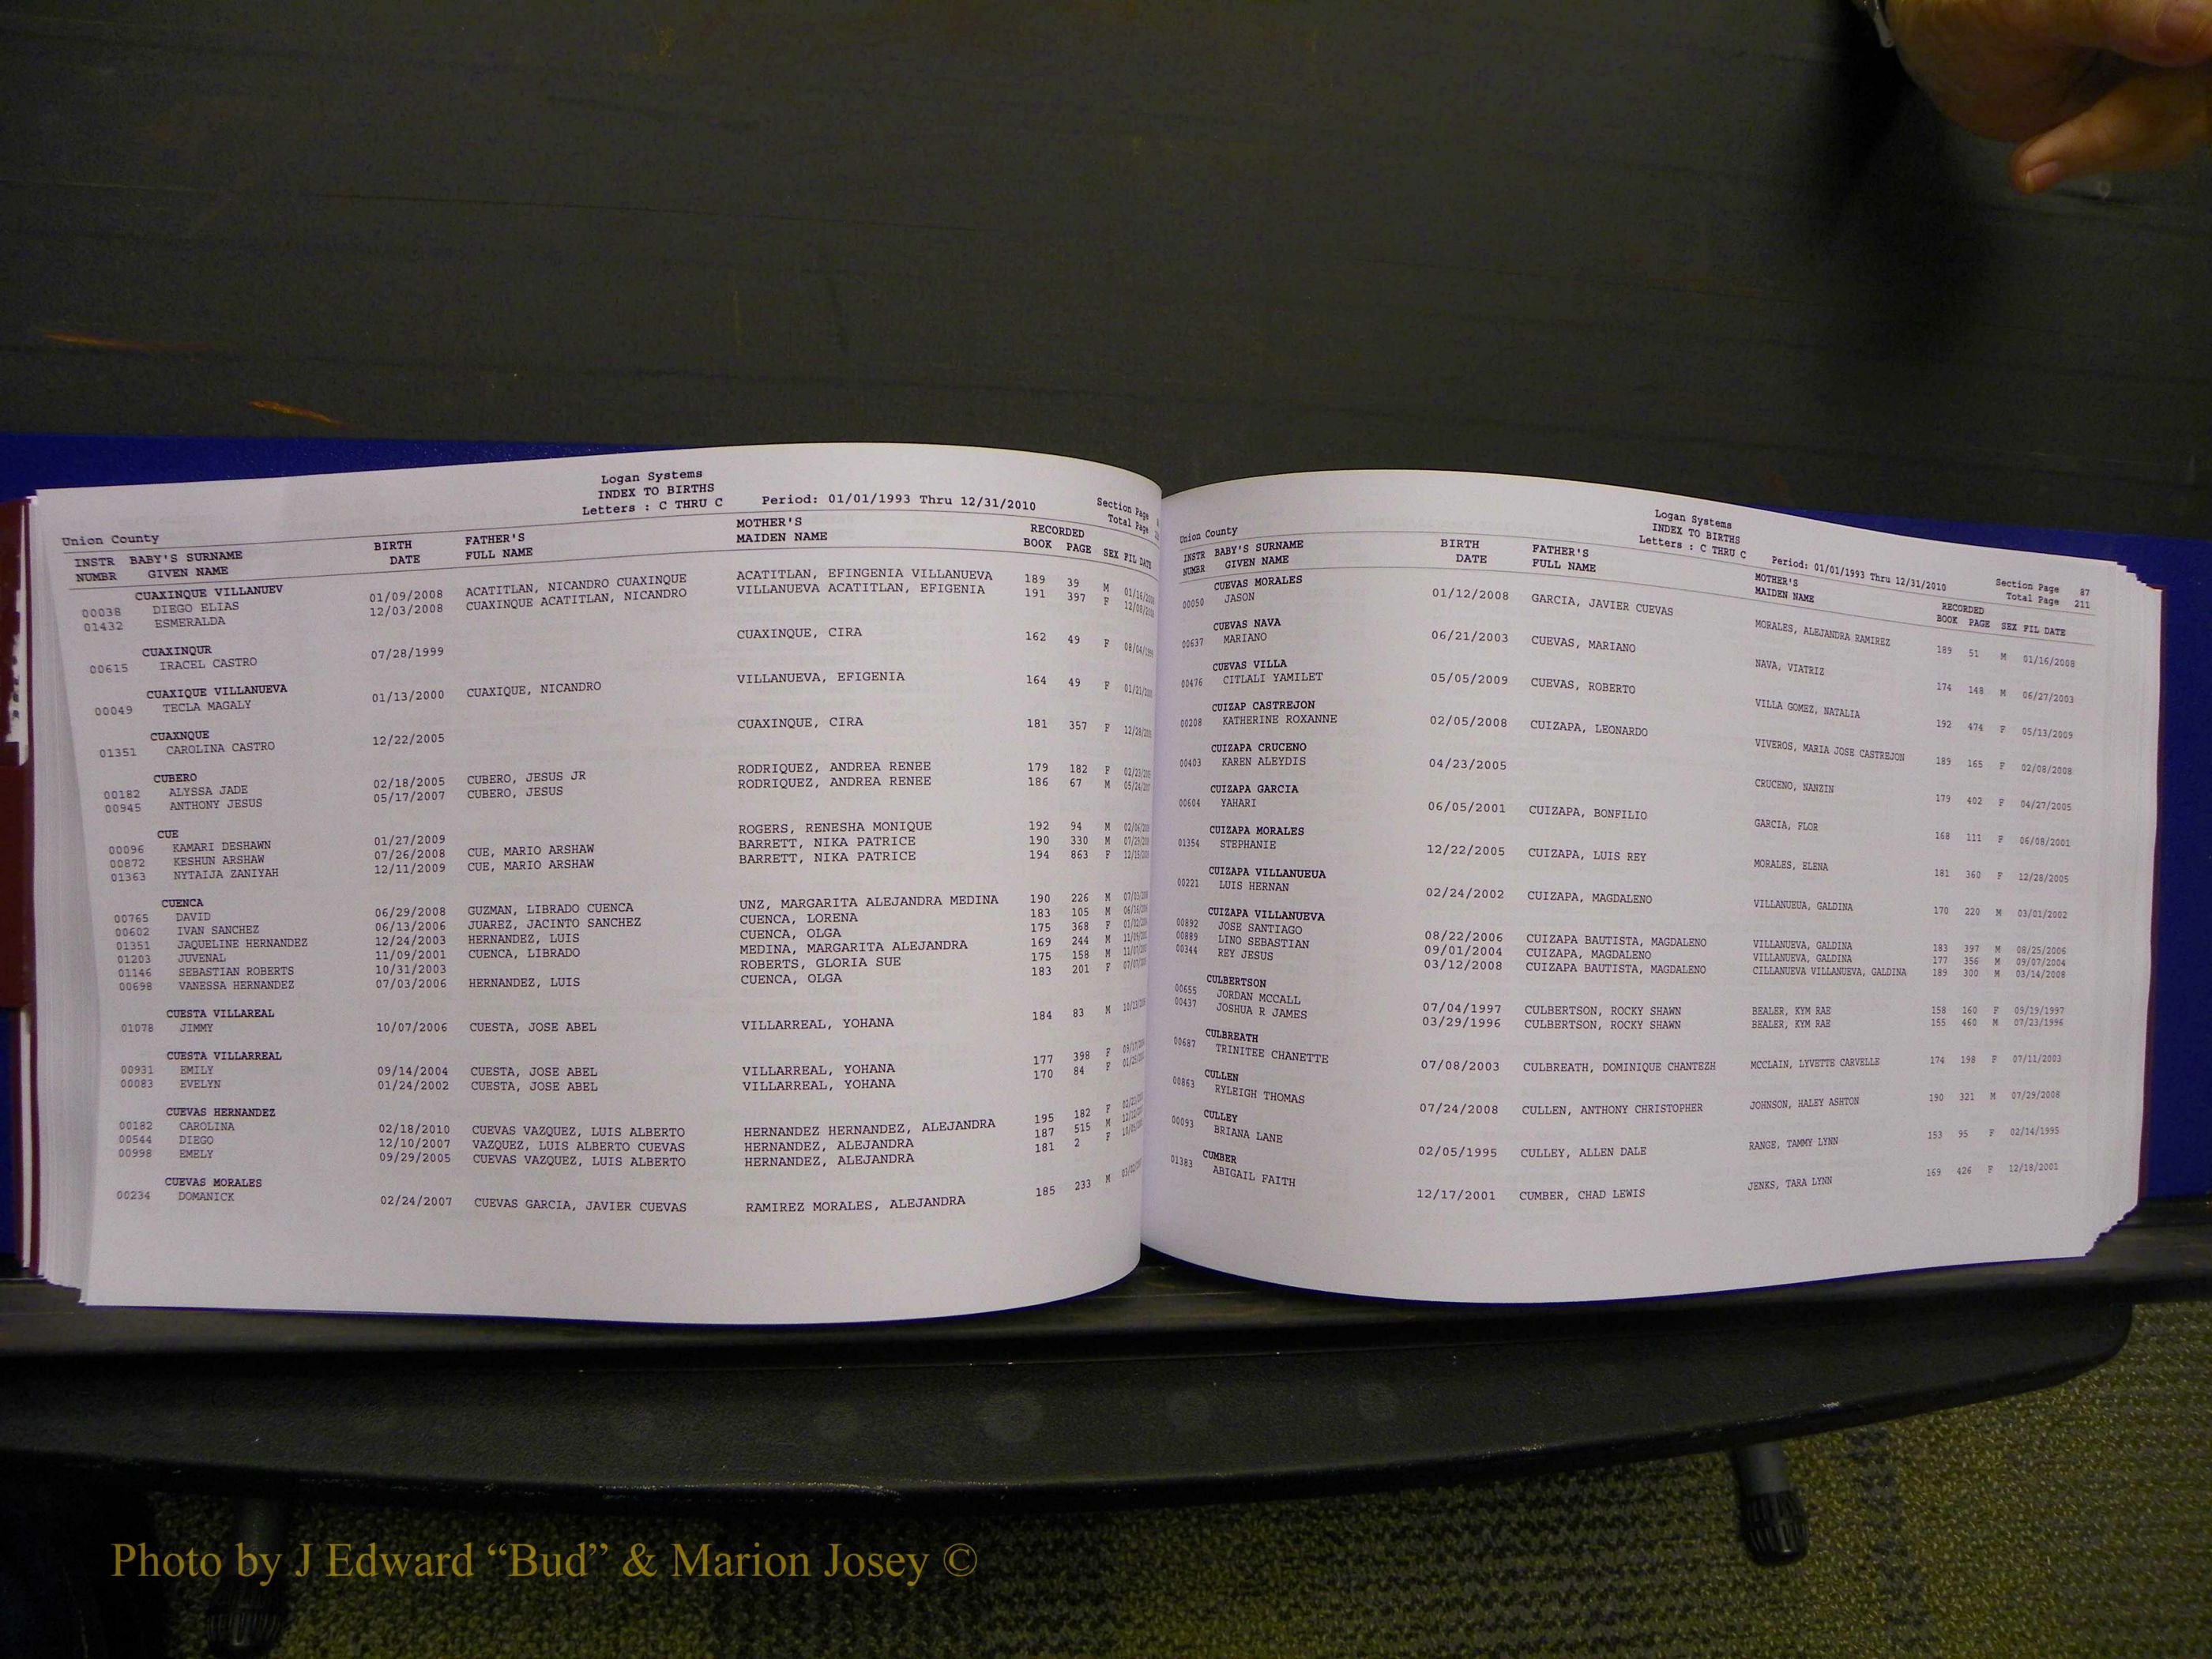 Logan Systems
INDEX TO BIRTHS
Letters : C THRU C Period: 01/01/1993 Thru 12/31/2010 Section Page
Total Page
Union County
INSTR BABY'S SURNAME BIRTH FATHER'S MOTHER'S RECORDED
NUMBR GIVEN NAME DATE FULL NAME MAIDEN NAME BOOK PAGE SEX FIL DATE
CUAXINQUE VILLANUEV
00038 DIEGO ELIAS 01/09/2008 ACATITLAN, NICANDRO CUAXINQUE ACATITLAN, EFINGENIA VILLANUEVA 189 39 M
01432 ESMERALDA 12/03/2008 CUAXINQUE ACATITLAN, NICANDRO VILLANUEVA ACATITLAN, EFIGENIA 191 397 F
CUAXINQUR
00615 IRACEL CASTRO 07/28/1999 CUAXINQUE, CIRA 162 49 F
CUAXIQUE VILLANUEVA
00049 TECLA MAGALY 01/13/2000 CUAXIQUE, NICANDRO VILLANUEVA, EFIGENIA 164 49 F
CUAXNQUE
01351 CAROLINA CASTRO 12/22/2005 CUAXINQUE, CIRA 181 357 F
CUBERO
00182 ALYSSA JADE 02/18/2005 CUBERO, JESUS JR RODRIQUEZ, ANDREA RENEE 179 182 F
00945 ANTHONY JESUS 05/17/2007 CUBERO, JESUS RODRIQUEZ, ANDREA RENEE 186 67 M
CUE
00096 KAMARI DESHAWN 01/27/2009 ROGERS, RENESHA MONIQUE 192 94 M
00872 KESHUN ARSHAW 07/26/2008 CUE, MARIO ARSHAW BARRETT, NIKA PATRICE 190 330 M
01363 NYTAIJA ZANIYAH 12/11/2009 CUE, MARIO ARSHAW BARRETT, NIKA PATRICE 194 863 F
CUENCA
00765 DAVID 06/29/2008 GUZMAN, LIBRADO CUENCA UNZ, MARGARITA ALEJANDRA MEDINA 190 226 M
00602 IVAN SANCHEZ 06/13/2006 JUAREZ, JACINTO SANCHEZ CUENCA, LORENA 183 105 M
01351 JAQUELINE HERNANDEZ 12/24/2003 HERNANDEZ, LUIS CUENCA, OLGA 175 368 F
01203 JUVENAL 11/09/2001 CUENCA, LIBRADO MEDINA, MARGARITA ALEJANDRA 169 244 M
01146 SEBASTIAN ROBERTS 10/31/2003 ROBERTS, GLORIA SUE 175 158 M
00698 VANESSA HERNANDEZ 07/03/2006 HERNANDEZ, LUIS CUENCA, OLGA 183 201 F
CUESTA VILLAREAL
01078 JIMMY 10/07/2006 CUESTA, JOSE ABEL VILLARREAL, YOHANA 184 83 M
CUESTA VILLARREAL
00931 EMILY 09/14/2004 CUESTA, JOSE ABEL VILLARREAL, YOHANA 177 398 F
00083 EVELYN 01/24/2002 CUESTA, JOSE ABEL VILLARREAL, YOHANA 170 84 F
CUEVAS HERNANDEZ
00182 CAROLINA 02/18/2010 CUEVAS VAZQUEZ, LUIS ALBERTO HERNANDEZ HERNANDEZ, ALEJANDRA 195 182 F
00544 DIEGO 12/10/2007 VAZQUEZ, LUIS ALBERTO CUEVAS HERNANDEZ, ALEJANDRA 187 515 M
00998 EMELY 09/29/2005 CUEVAS VAZQUEZ, LUIS ALBERTO HERNANDEZ, ALEJANDRA 181 2 F
CUEVAS MORALES
00234 DOMANICK 02/24/2007 CUEVAS GARCIA, JAVIER CUEVAS RAMIREZ MORALES, ALEJANDRA 185 233 M
Logan Systems
INDEX TO BIRTHS
Letters : C THRU C Period: 01/01/1993 Thru 12/31/2010 Section Page 87
Total Page 211
Union County
INSTR BABY'S SURNAME BIRTH FATHER'S MOTHER'S RECORDED
NUMBR GIVEN NAME DATE FULL NAME MAIDEN NAME BOOK PAGE SEX FIL DATE
CUEVAS MORALES
00050 JASON 01/12/2008 GARCIA, JAVIER CUEVAS MORALES, ALEJANDRA RAMIREZ 189 51 M 01/16/2008
CUEVAS NAVA
00637 MARIANO 06/21/2003 CUEVAS, MARIANO NAVA, VIATRIZ 174 148 M 06/27/2003
CUEVAS VILLA
00476 CITLALI YAMILET 05/05/2009 CUEVAS, ROBERTO VILLA GOMEZ, NATALIA 192 474 F 05/13/2009
CUIZAP CASTREJON
00208 KATHERINE ROXANNE 02/05/2008 CUIZAPA, LEONARDO VIVEROS, MARIA JOSE CASTREJON 189 165 F 02/08/2008
CUIZAPA CRUCENO
00403 KAREN ALEYDIS 04/23/2005 CRUCENO, NANZIN 179 402 F 04/27/2005
CUIZAPA GARCIA
00604 YAHARI 06/05/2001 CUIZAPA, BONFILIO GARCIA, FLOR 168 111 F 06/08/2001
CUIZAPA MORALES
01354 STEPHANIE 12/22/2005 CUIZAPA, LUIS REY MORALES, ELENA 181 360 F 12/28/2005
CUIZAPA VILLANUEUA
00221 LUIS HERNAN 02/24/2002 CUIZAPA, MAGDALENO VILLANUEUA, GALDINA 170 220 M 03/01/2002
CUIZAPA VILLANUEVA
00892 JOSE SANTIAGO 08/22/2006 CUIZAPA BAUTISTA, MAGDALENO VILLANUEVA, GALDINA 183 397 M 08/25/2006
00889 LINO SEBASTIAN 09/01/2004 CUIZAPA, MAGDALENO VILLANUEVA, GALDINA 177 356 M 09/07/2004
00344 REY JESUS 03/12/2008 CUIZAPA BAUTISTA, MAGDALENO CILLANUEVA VILLANUEVA, GALDINA 189 300 M 03/14/2008
CULBERTSON
00655 JORDAN MCCALL 07/04/1997 CULBERTSON, ROCKY SHAWN BEALER, KYM RAE 158 160 F 09/19/1997
00437 JOSHUA R JAMES 03/29/1996 CULBERTSON, ROCKY SHAWN BEALER, KYM RAE 155 460 M 07/23/1996
CULBREATH
00687 TRINITEE CHANETTE 07/08/2003 CULBREATH, DOMINIQUE CHANTEZH MCCLAIN, LYVETTE CARVELLE 174 198 F 07/11/2003
CULLEN
00863 RYLEIGH THOMAS 07/24/2008 CULLEN, ANTHONY CHRISTOPHER JOHNSON, HALEY ASHTON 190 321 M 07/29/2008
CULLEY
00093 BRIANA LANE 02/05/1995 CULLEY, ALLEN DALE RANGE, TAMMY LYNN 153 95 F 02/14/1995
CUMBER
01383 ABIGAIL FAITH 12/17/2001 CUMBER, CHAD LEWIS JENKS, TARA LYNN 169 426 F 12/18/2001
Photo by J Edward “Bud” & Marion Josey ©